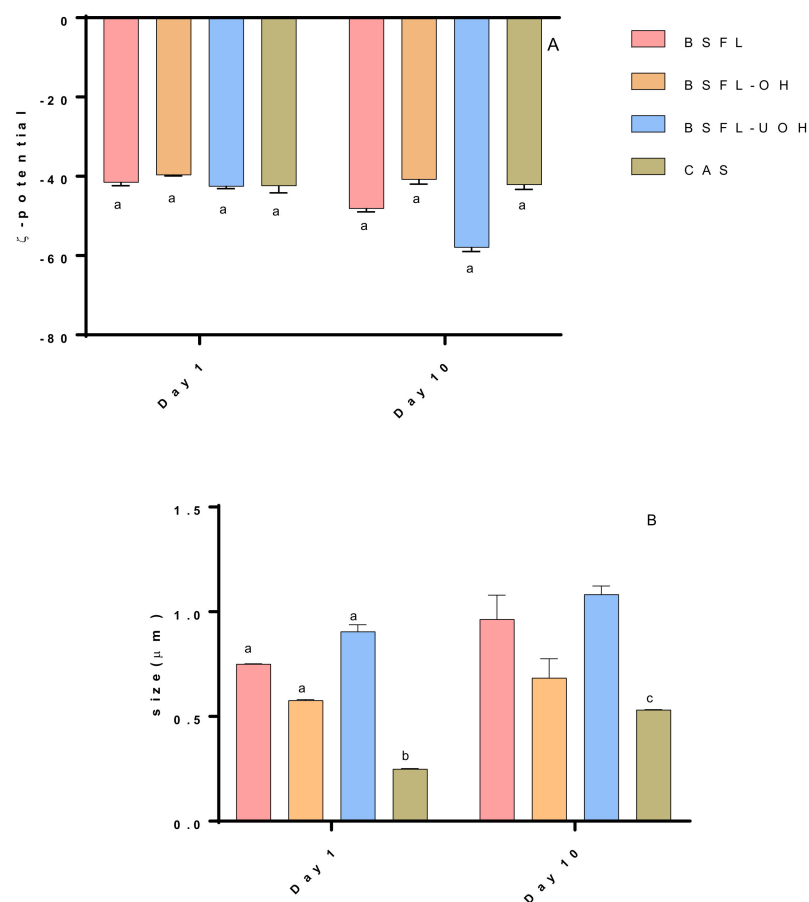 0
A
BSFL
BSFL-OH
BSFL-UOH
CAS
-20
-40
-60
-80
ζ-potential
a a a a a a a a
Day 1
Day 10
1.5
B
1.0
0.5
0.0
size(μm)
a a a b c
Day 1
Day 10